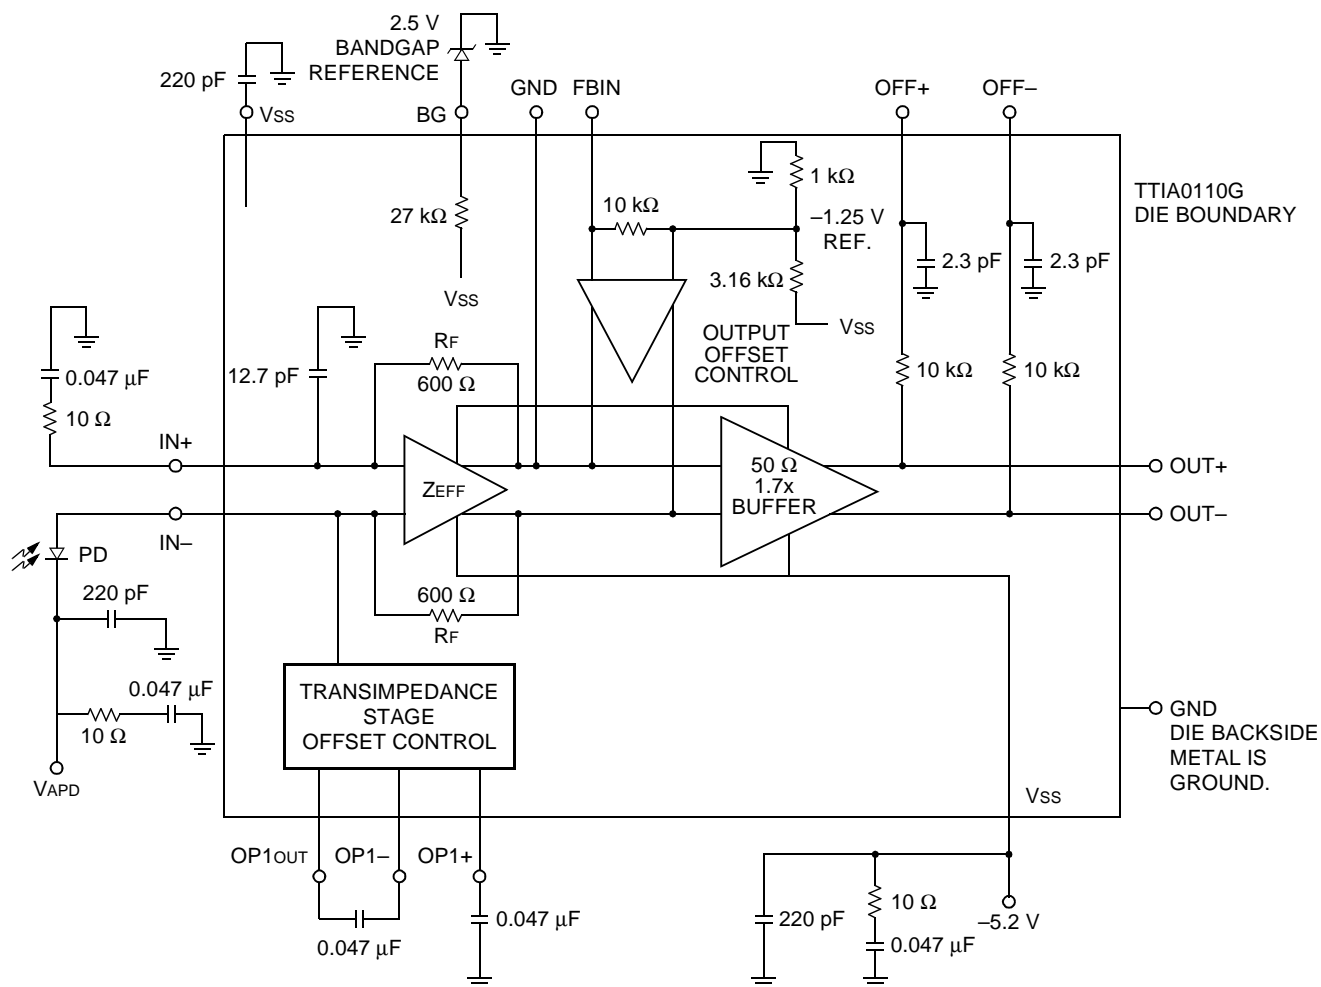 2.5 V
BANDGAP
REFERENCE
220 pF
VSS
BG
GND
FBIN
OFF+
OFF–
1 kΩ
TTIA0110G
DIE BOUNDARY
27 kΩ
10 kΩ
–1.25 V
REF.
2.3 pF
2.3 pF
3.16 kΩ
VSS
VSS
OUTPUT
OFFSET
CONTROL
0.047 μF
10 Ω
12.7 pF
RF
600 Ω
10 kΩ
10 kΩ
IN+
ZEFF
50 Ω
1.7x
BUFFER
OUT+
OUT–
IN–
PD
220 pF
600 Ω
RF
0.047 μF
10 Ω
VAPD
TRANSIMPEDANCE
STAGE
OFFSET CONTROL
GND
DIE BACKSIDE
METAL IS
GROUND.
VSS
OP1OUT
OP1–
OP1+
0.047 μF
0.047 μF
220 pF
10 Ω
0.047 μF
–5.2 V